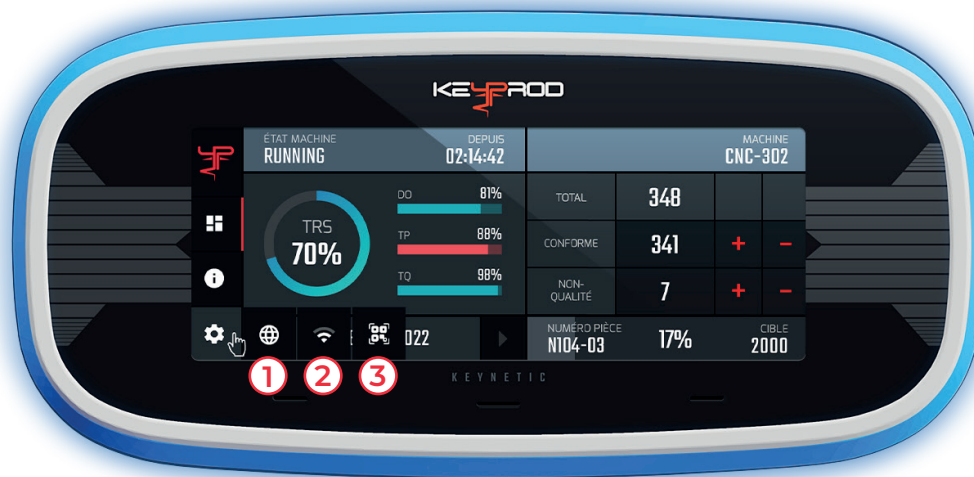 KEYPROD
ÉTAT MACHINE
RUNNING
DEPUIS
02:14:42
MACHINE
CNC-302
TRS
70%
DO 81%
TP 88%
TQ 98%
TOTAL 348
CONFORME 341 + −
NON-
QUALITÉ
7 + −
022
NUMÉRO PIÈCE
N104-03
17%
CIBLE
2000
1 2 3
KEYNETIC